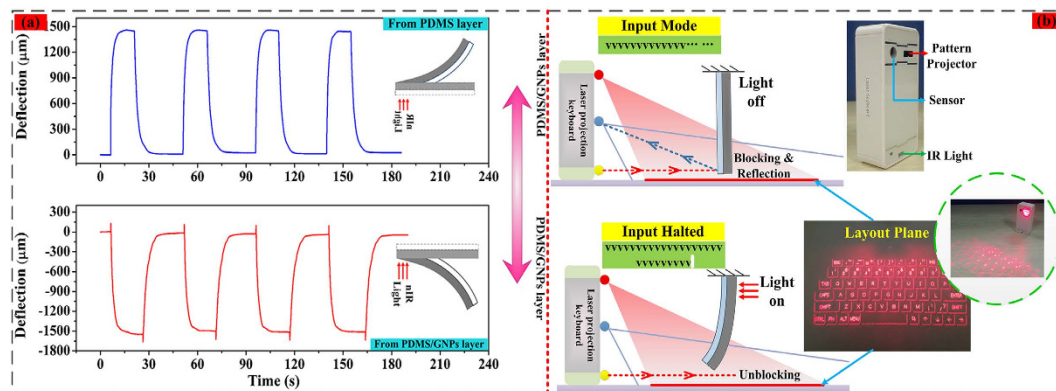 (a)
From PDMS layer
Deflection (μm)
1500
1200
900
600
300
0
0 30 60 90 120 150 180 210 240
nIR
Light
Deflection (μm)
300
0
-300
-600
-900
-1200
-1500
-1800
nIR
Light
From PDMS/GNPs layer
0 30 60 90 120 150 180 210 240
Time (s)
PDMS/GNPs layer
PDMS/GNPs layer
(b)
Input Mode
vvvvvvvvvvvvv... ...
Laser projection
keyboard
Light
off
Blocking &
Reflection
Pattern
Projector
Sensor
IR Light
Input Halted
vvvvvvvvvvvvvvvvvv
vvvvvvvvv
Laser projection
keyboard
Light
on
Unblocking
Layout Plane